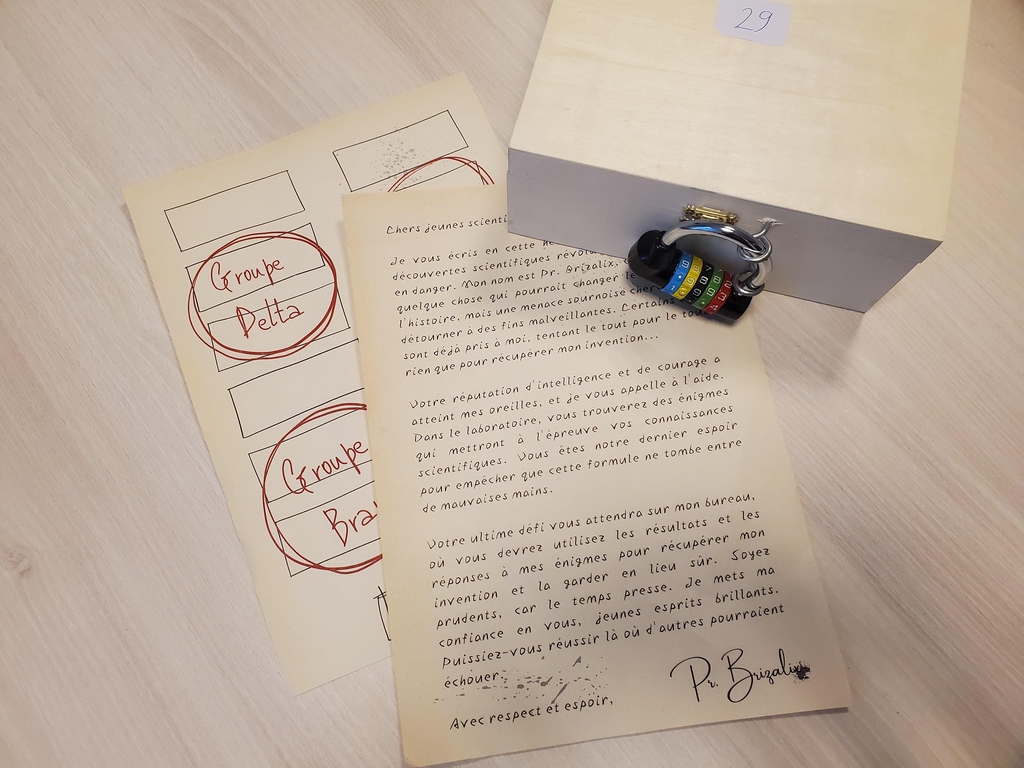 29
Groupe
Delta
Groupe
Chers jeunes
Je vous écris en cette
découvertes scientifiques
en danger. Mon nom est Dr. Brizalix,
quelque chose qui pourrait changer
l'histoire, mais une menace sournoise
détourner à des fins malveillantes. Certains
sont déjà pris à moi, tentant le tout pour le
rien que pour récupérer mon invention...
Votre réputation d'intelligence et de courage a
atteint mes oreilles, et je vous appelle à l'aide.
Dans le laboratoire, vous trouverez des énigmes
qui mettront à l'épreuve vos connaissances
scientifiques. Vous êtes notre dernier espoir
pour empêcher que cette formule ne tombe entre
de mauvaises mains.
Votre ultime défi vous attendra sur mon bureau,
où vous devrez utilisez les résultats et les
réponses à mes énigmes pour récupérer mon
invention et la garder en lieu sûr. Soyez
prudents, car le temps presse. Je mets ma
confiance en vous, jeunes esprits brillants.
Puissiez-vous réussir là où d'autres pourraient
échouer.
Avec respect et espoir,
Pr. Brizalix